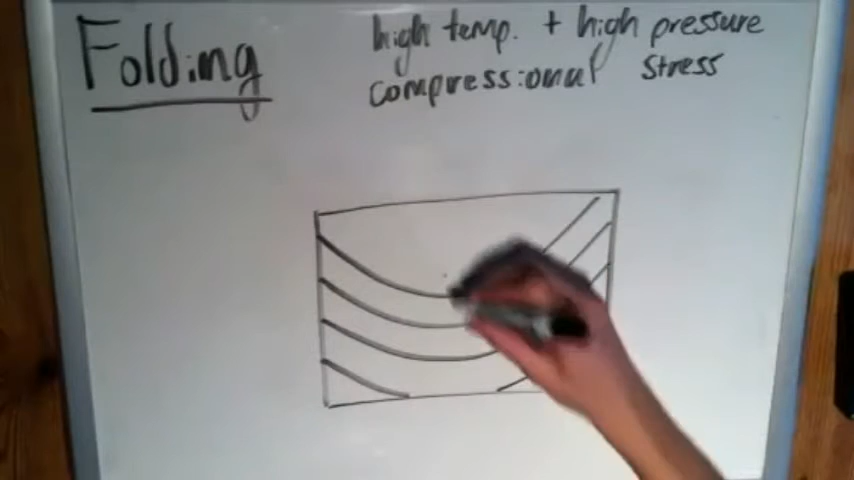 Folding
high temp. + high pressure
compressional stress